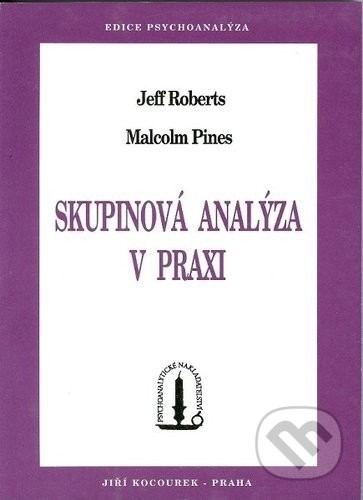 EDICE PSYCHOANALÝZA
Jeff Roberts
Malcolm Pines
SKUPINOVÁ ANALÝZA
V PRAXI
PSYCHOANALYTICKÉ NAKLADATELSTVÍ
JIŘÍ KOCOUREK - PRAHA
m